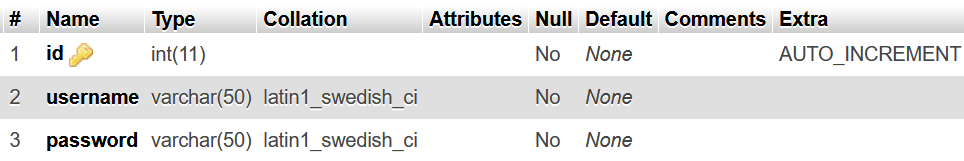 # Name Type Collation Attributes Null Default Comments Extra
1 id int(11) No None AUTO_INCREMENT
2 username varchar(50) latin1_swedish_ci No None
3 password varchar(50) latin1_swedish_ci No None